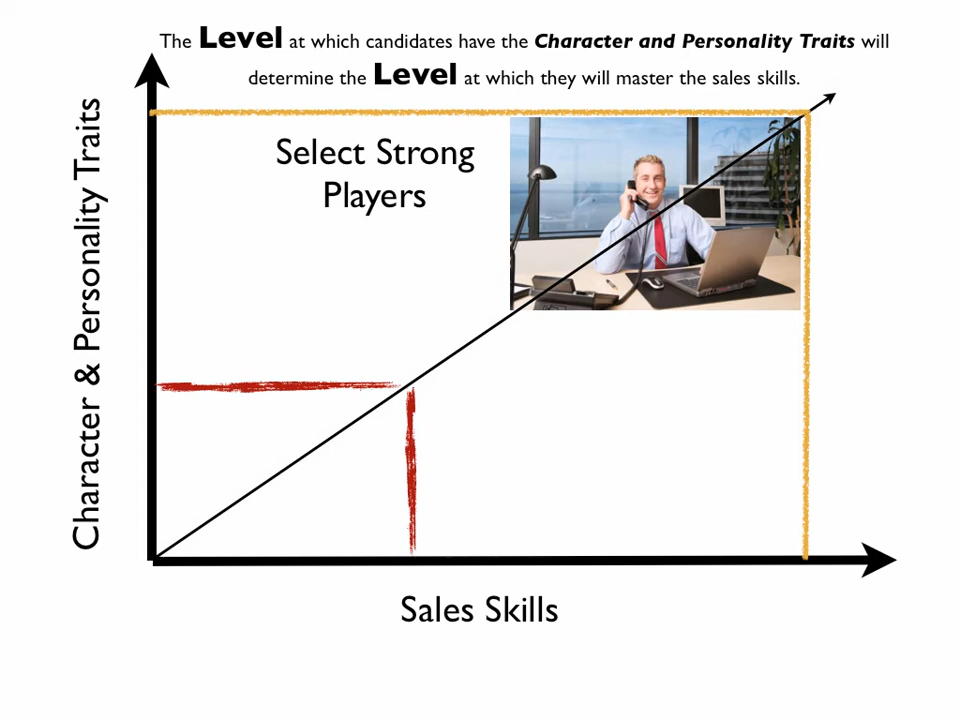 The Level at which candidates have the Character and Personality Traits will
determine the Level at which they will master the sales skills.
Select Strong
Players
Character & Personality Traits
Sales Skills